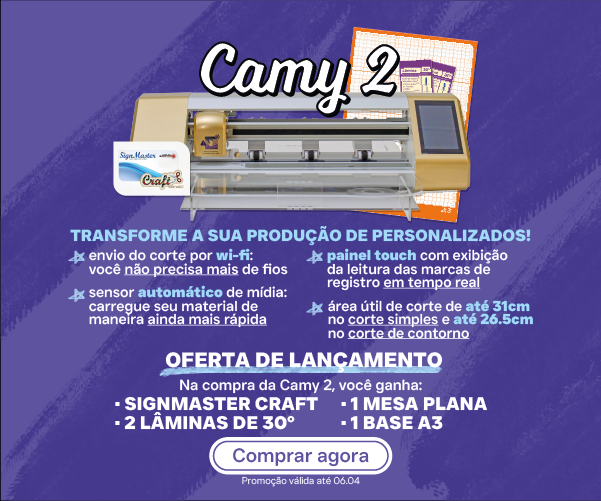 Camy 2
SignMaster
Craft
A3
TRANSFORME A SUA PRODUÇÃO DE PERSONALIZADOS!
envio do corte por wi-fi:
você não precisa mais de fios
sensor automático de mídia:
carregue seu material de
maneira ainda mais rápida
painel touch com exibição
da leitura das marcas de
registro em tempo real
área útil de corte de até 31cm
no corte simples e até 26.5cm
no corte de contorno
OFERTA DE LANÇAMENTO
Na compra da Camy 2, você ganha:
· SIGNMASTER CRAFT
· 2 LÂMINAS DE 30°
· 1 MESA PLANA
· 1 BASE A3
Comprar agora
Promoção válida até 06.04